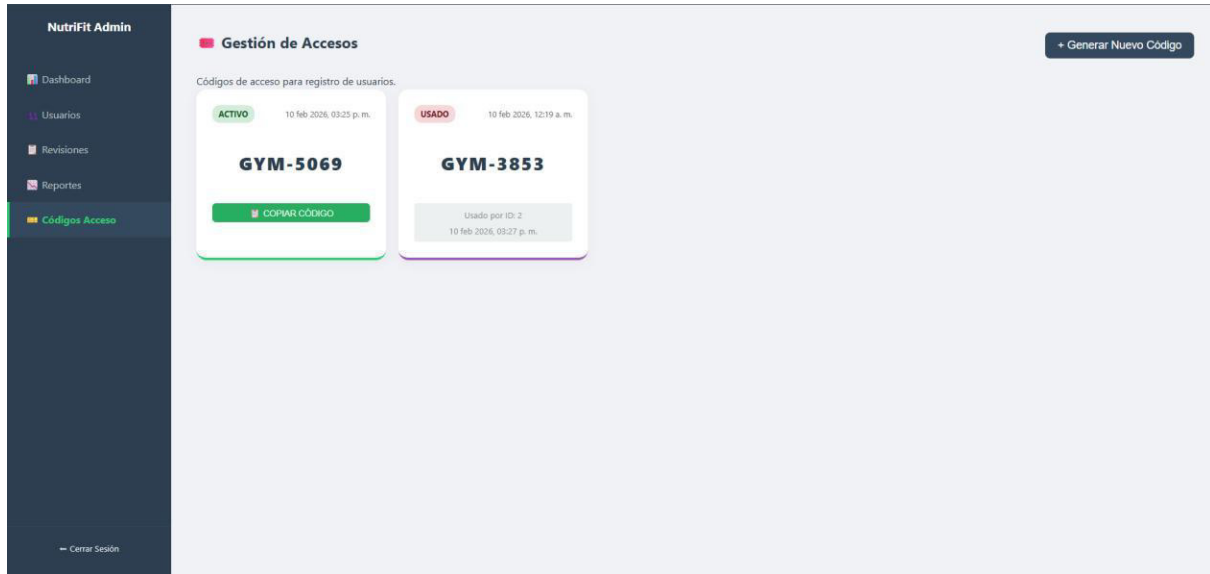 NutriFit Admin
Dashboard
Usuarios
Revisiones
Reportes
Códigos Acceso
← Cerrar Sesión
Gestión de Accesos
+ Generar Nuevo Código
Códigos de acceso para registro de usuarios.
ACTIVO 10 feb 2026, 03:25 p. m.
GYM-5069
COPIAR CÓDIGO
USADO 10 feb 2026, 12:19 a. m.
GYM-3853
Usado por ID: 2
10 feb 2026, 03:27 p. m.